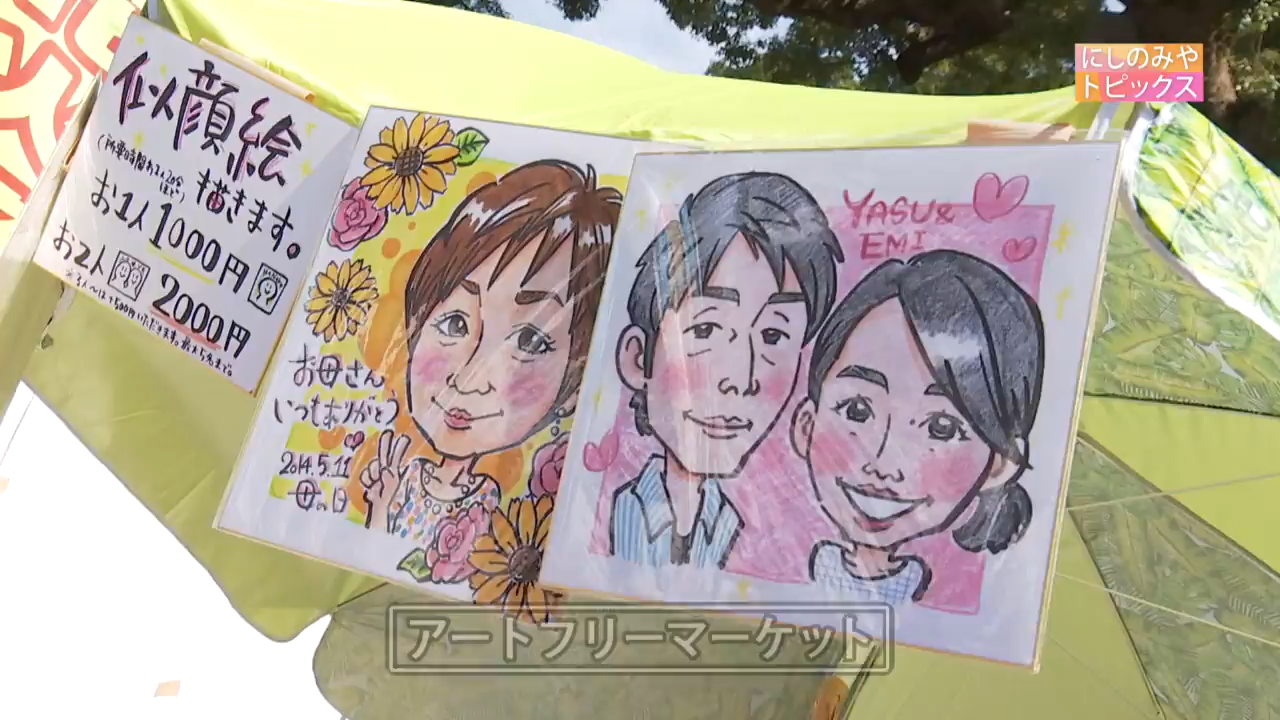 にしのみや
トピックス
似顔絵
描きます。
お1人 1000円
お2人 2000円
お母さん
いつもありがとう
2014.5.11
母の日
YASU&
EMI
アートフリーマーケット